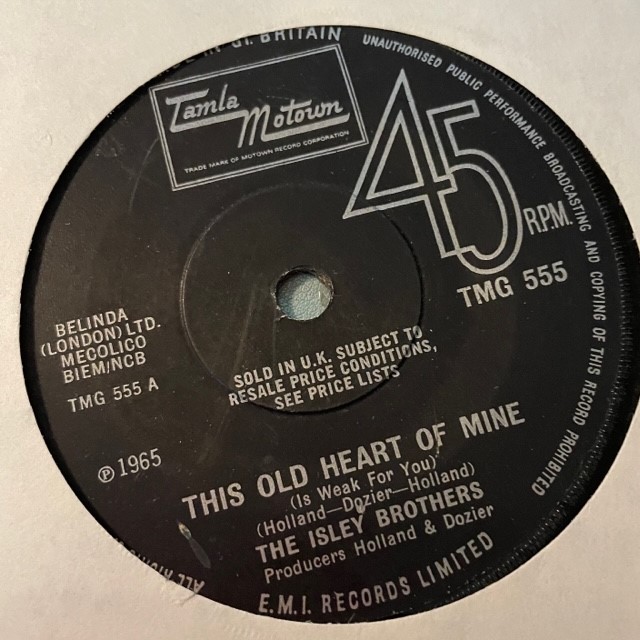 GT. BRITAIN
UNAUTHORISED PUBLIC PERFORMANCE BROADCASTING AND COPYING OF THIS RECORD PROHIBITED
Tamla
Motown
TRADE MARK OF MOTOWN RECORD CORPORATION
45
R.P.M.
TMG 555
BELINDA
(LONDON) LTD.
MECOLICO
BIEM/NCB
TMG 555 A
SOLD IN U.K. SUBJECT TO
RESALE PRICE CONDITIONS,
SEE PRICE LISTS
℗ 1965
THIS OLD HEART OF MINE
(Is Weak For You)
(Holland—Dozier—Holland)
THE ISLEY BROTHERS
Producers Holland & Dozier
E.M.I. RECORDS LIMITED
ALL